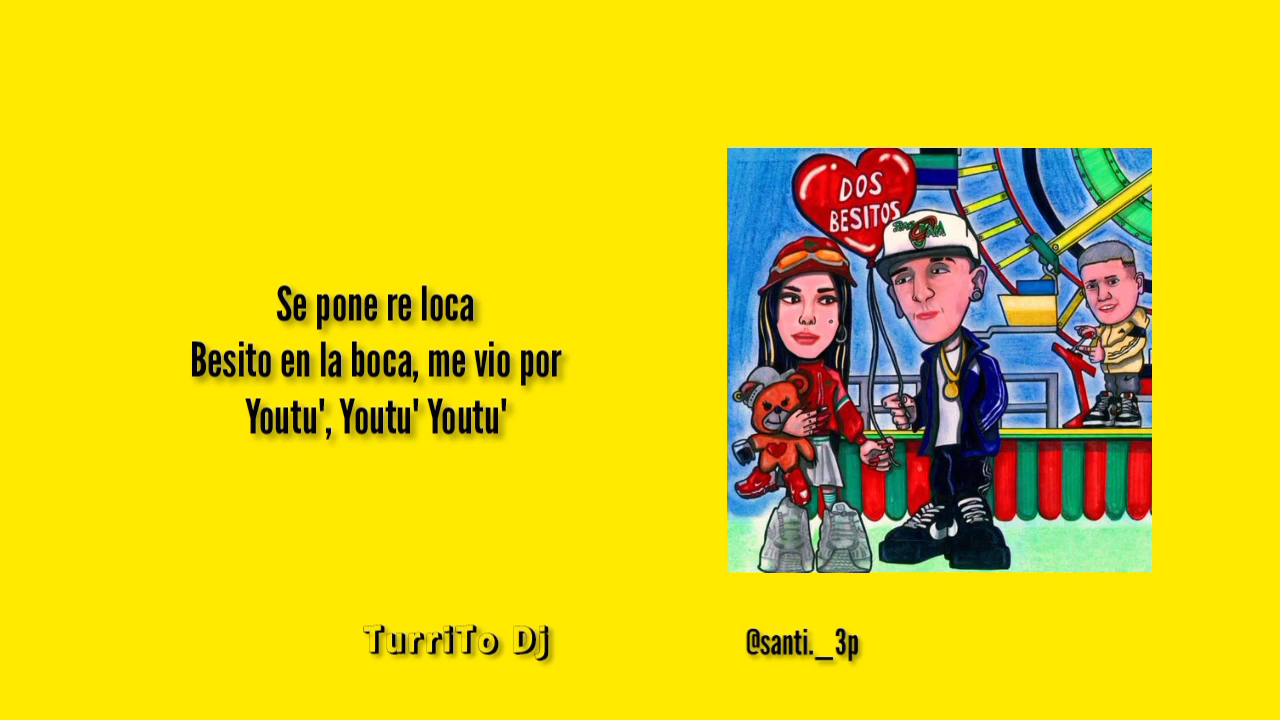 Se pone re loca
Besito en la boca, me vio por
Youtu', Youtu' Youtu'
DOS
BESITOS
TurriTo Dj
@santi._3p